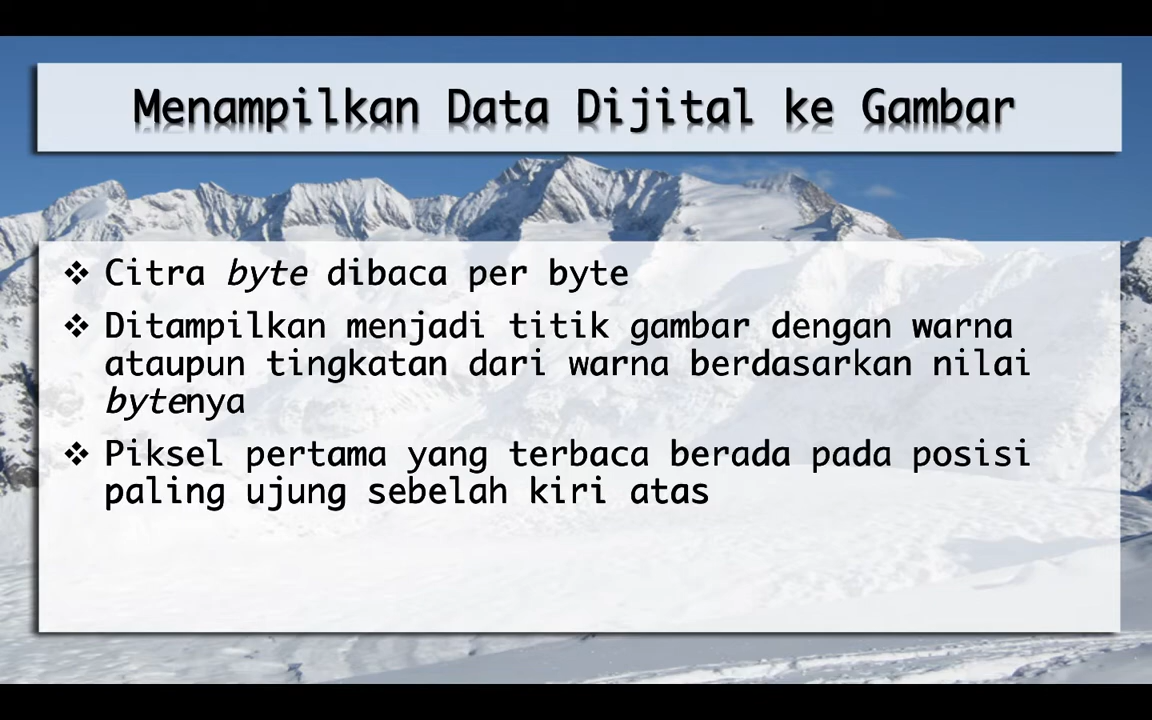 Menampilkan Data Dijital ke Gambar
❖ Citra byte dibaca per byte
❖ Ditampilkan menjadi titik gambar dengan warna
ataupun tingkatan dari warna berdasarkan nilai
bytenya
❖ Piksel pertama yang terbaca berada pada posisi
paling ujung sebelah kiri atas